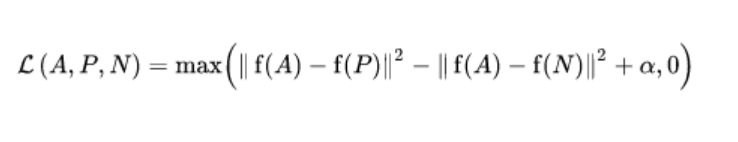 ℒ(A, P, N) = max(‖ f(A) − f(P)‖² − ‖ f(A) − f(N)‖² + α, 0)